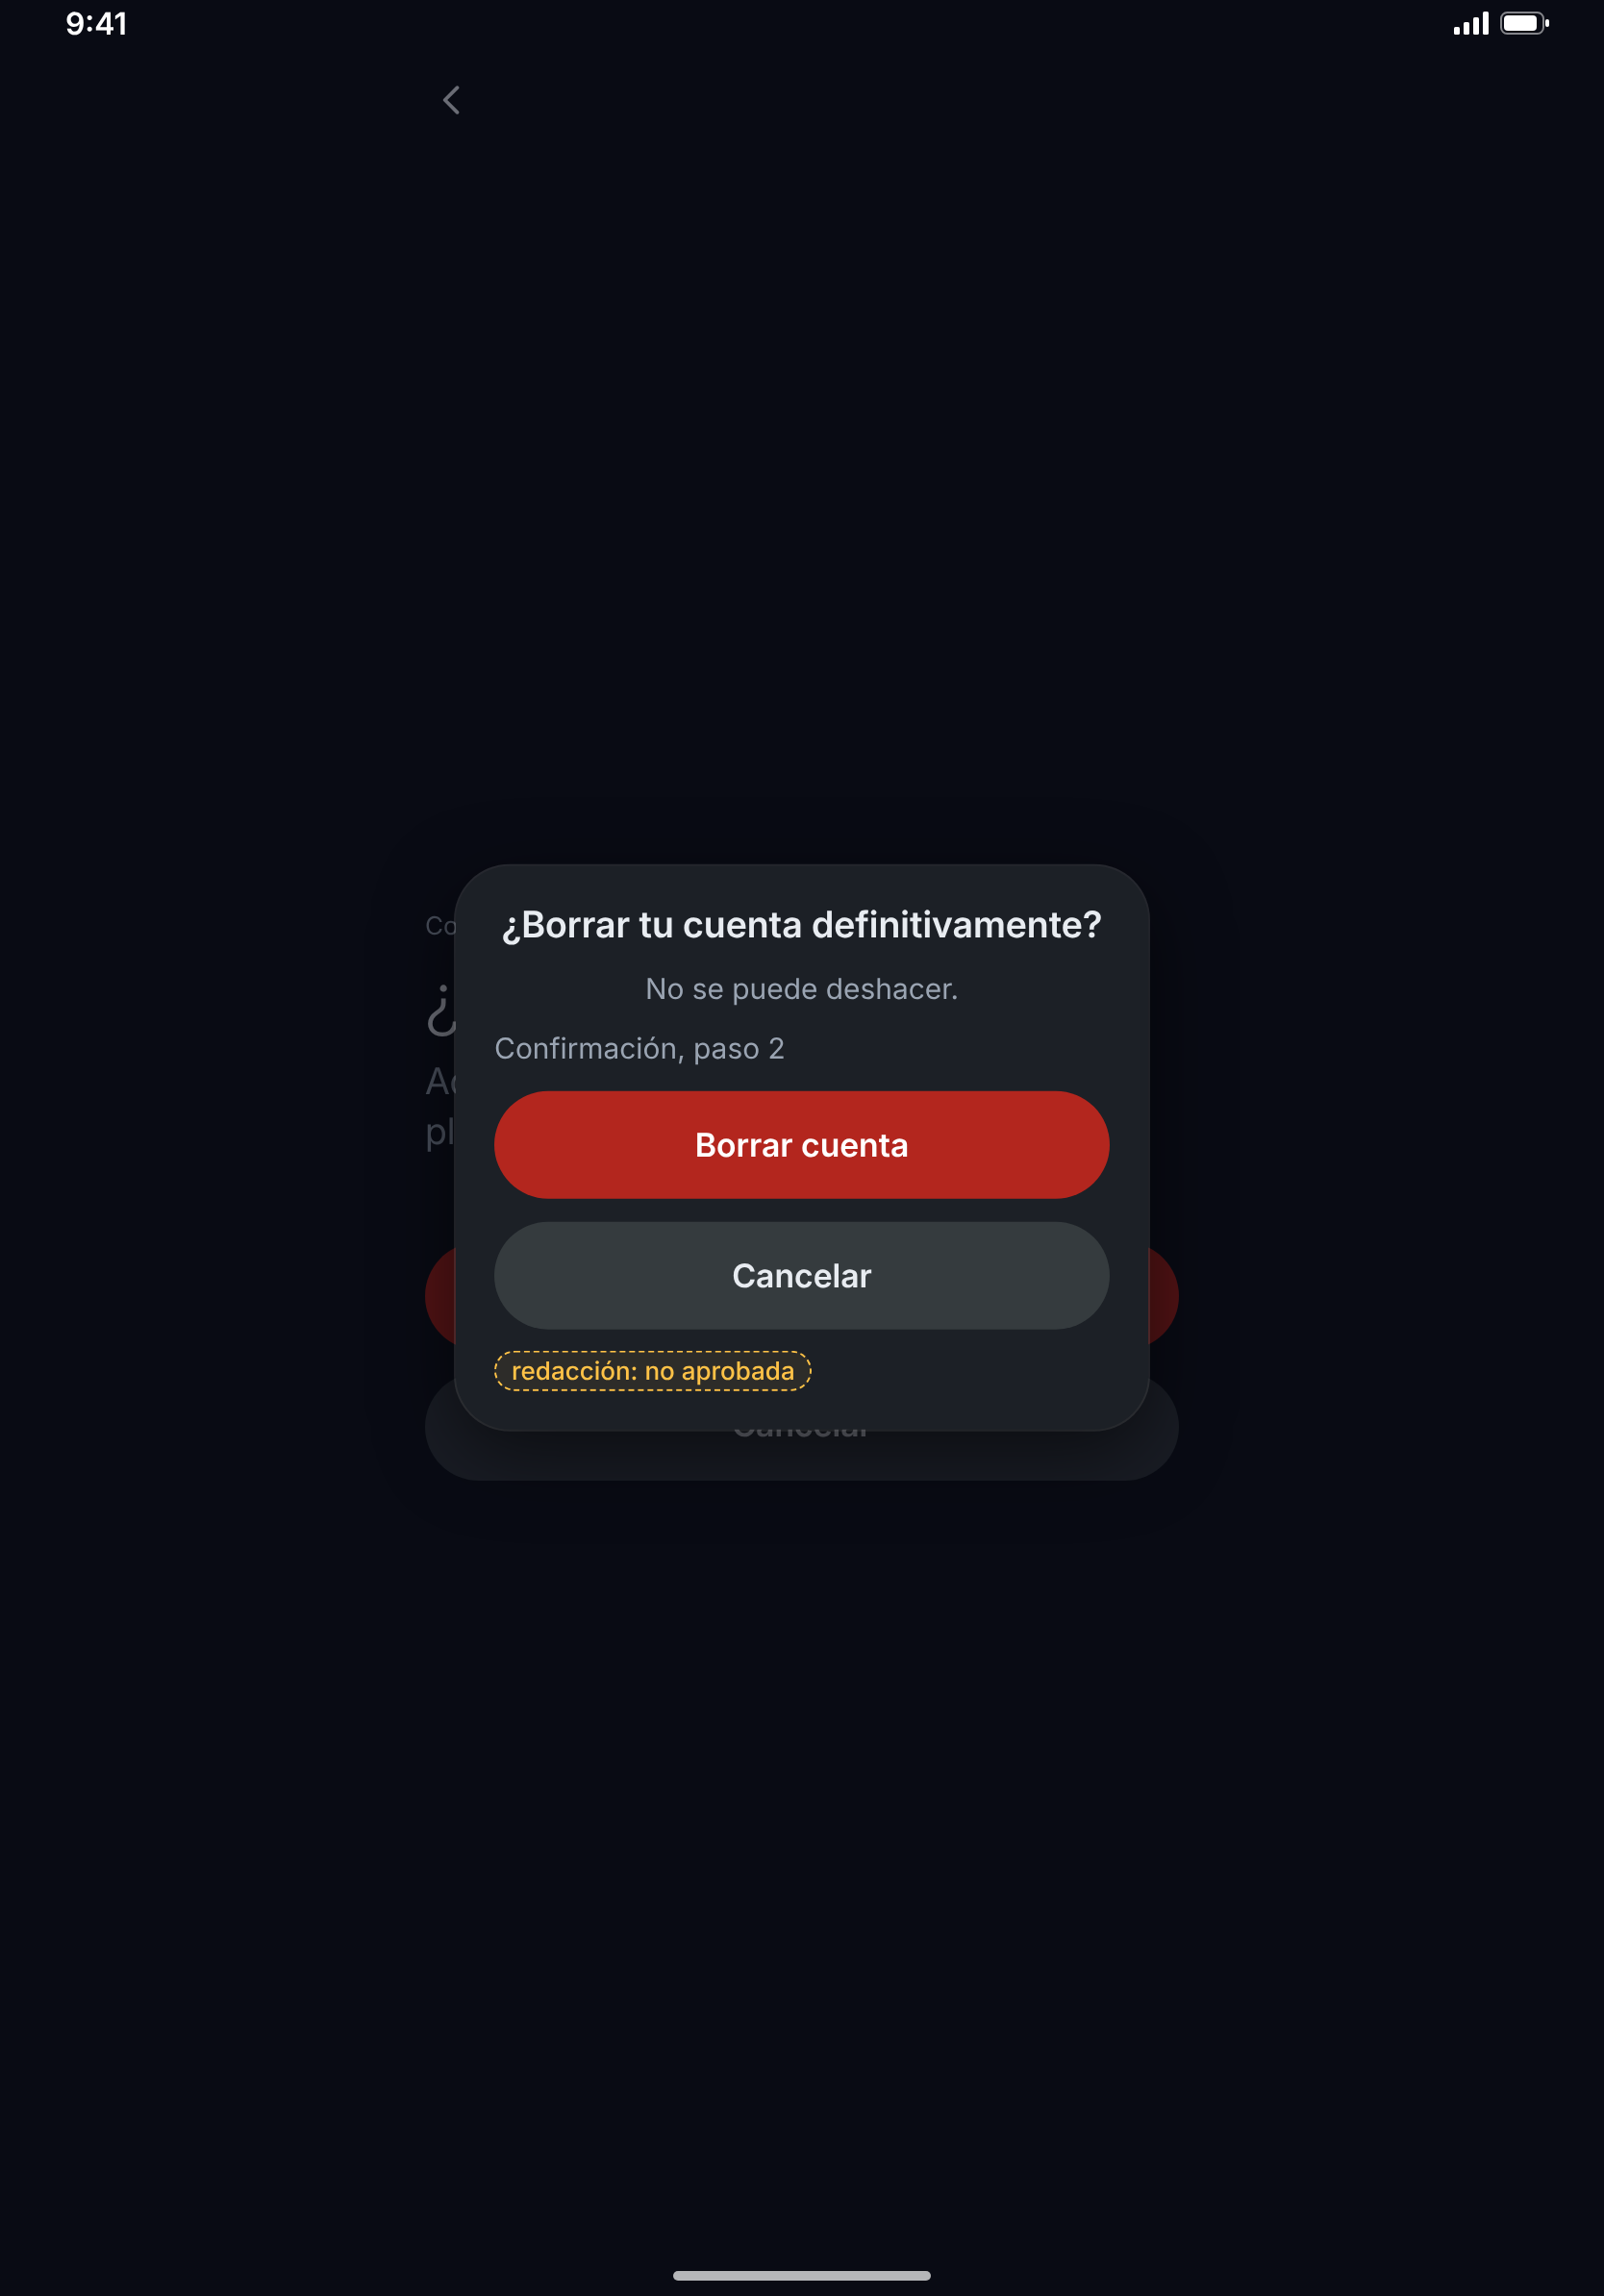 9:41
¿Borrar tu cuenta definitivamente?
No se puede deshacer.
Confirmación, paso 2
Borrar cuenta
Cancelar
redacción: no aprobada
Cancelar